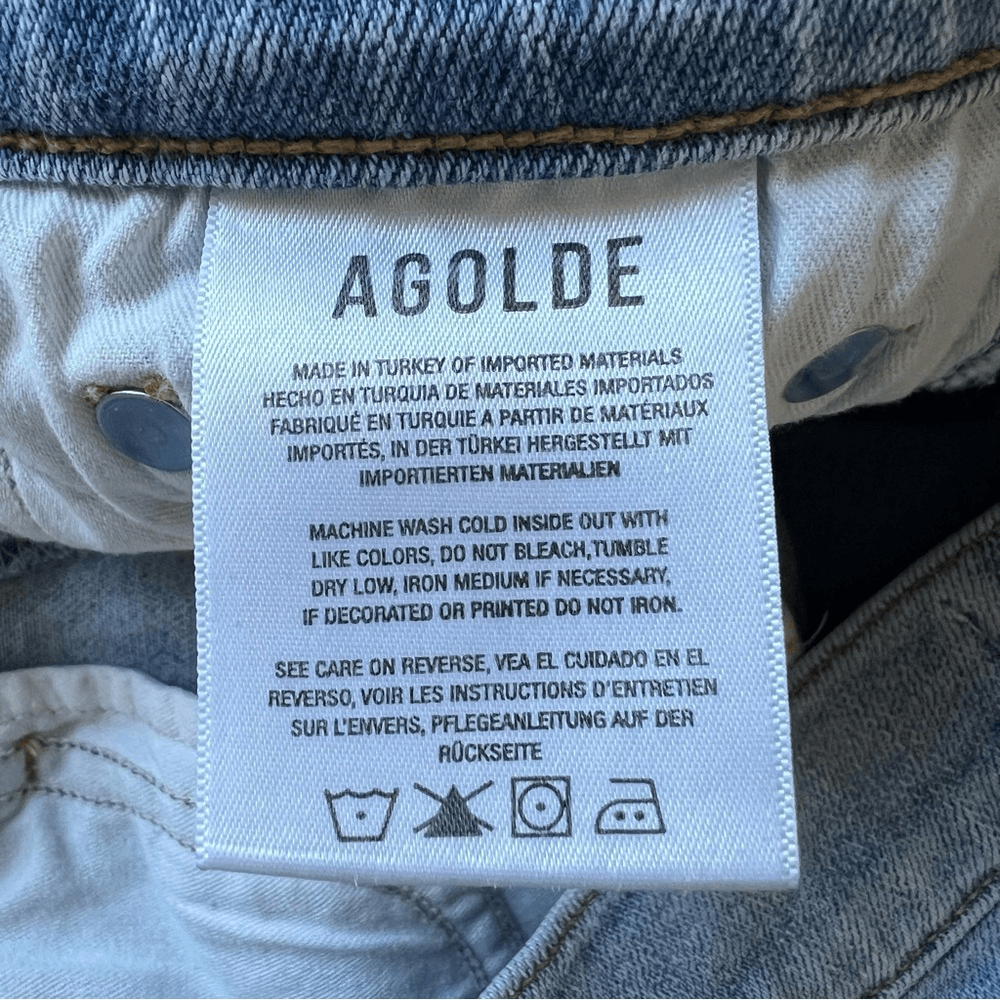 AGOLDE
MADE IN TURKEY OF IMPORTED MATERIALS
HECHO EN TURQUIA DE MATERIALES IMPORTADOS
FABRIQUÉ EN TURQUIE A PARTIR DE MATÉRIAUX
IMPORTÉS, IN DER TÜRKEI HERGESTELLT MIT
IMPORTIERTEN MATERIALIEN
MACHINE WASH COLD INSIDE OUT WITH
LIKE COLORS, DO NOT BLEACH,TUMBLE
DRY LOW, IRON MEDIUM IF NECESSARY,
IF DECORATED OR PRINTED DO NOT IRON.
SEE CARE ON REVERSE, VEA EL CUIDADO EN EL
REVERSO, VOIR LES INSTRUCTIONS D'ENTRETIEN
SUR L'ENVERS, PFLEGEANLEITUNG AUF DER
RÜCKSEITE